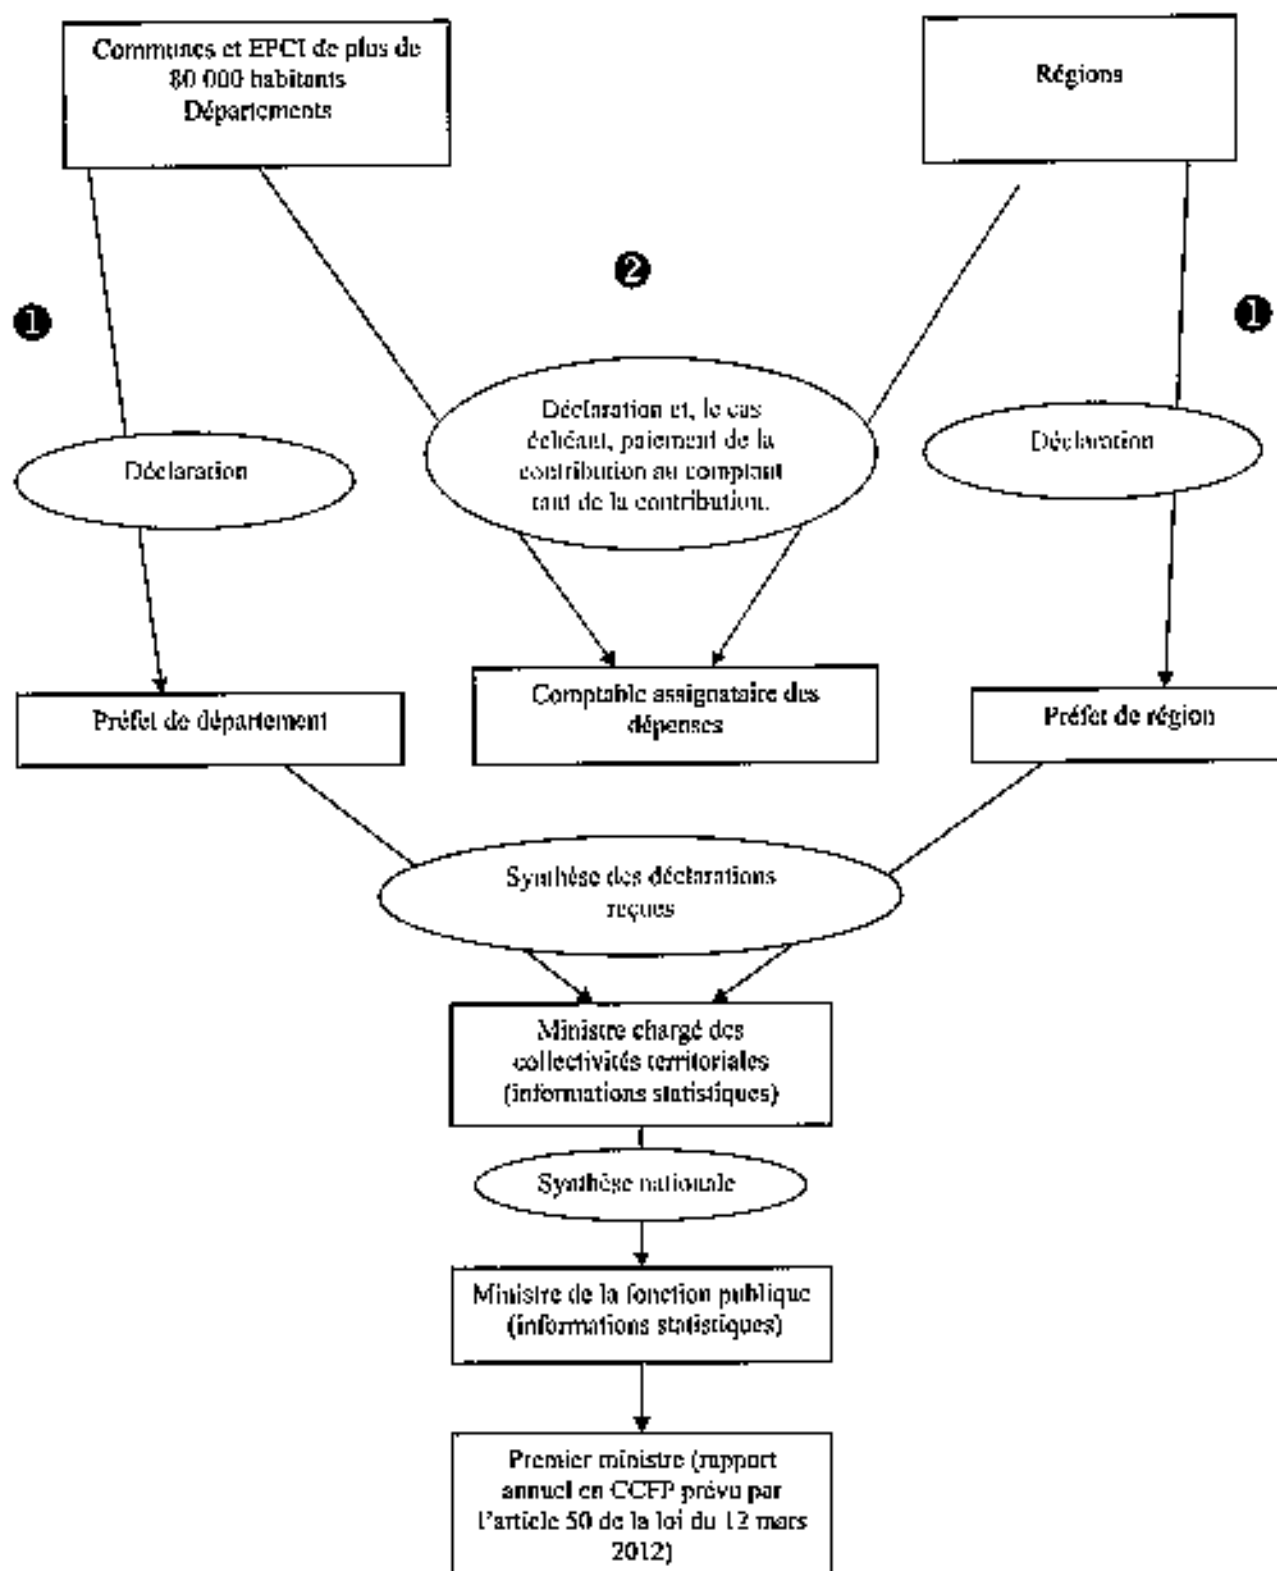 Communes et EPCI de plus de
80 000 habitants
Départements
Régions
❷
❶
❶
Déclaration et, le cas
échéant, paiement de la
contribution au comptant
tant de la contribution.
Déclaration
Déclaration
Préfet de département
Comptable assignataire des
dépenses
Préfet de région
Synthèse des déclarations
reçues
Ministre chargé des
collectivités territoriales
(informations statistiques)
Synthèse nationale
Ministre de la fonction publique
(informations statistiques)
Premier ministre (rapport
annuel en CCFP prévu par
l'article 50 de la loi du 12 mars
2012)